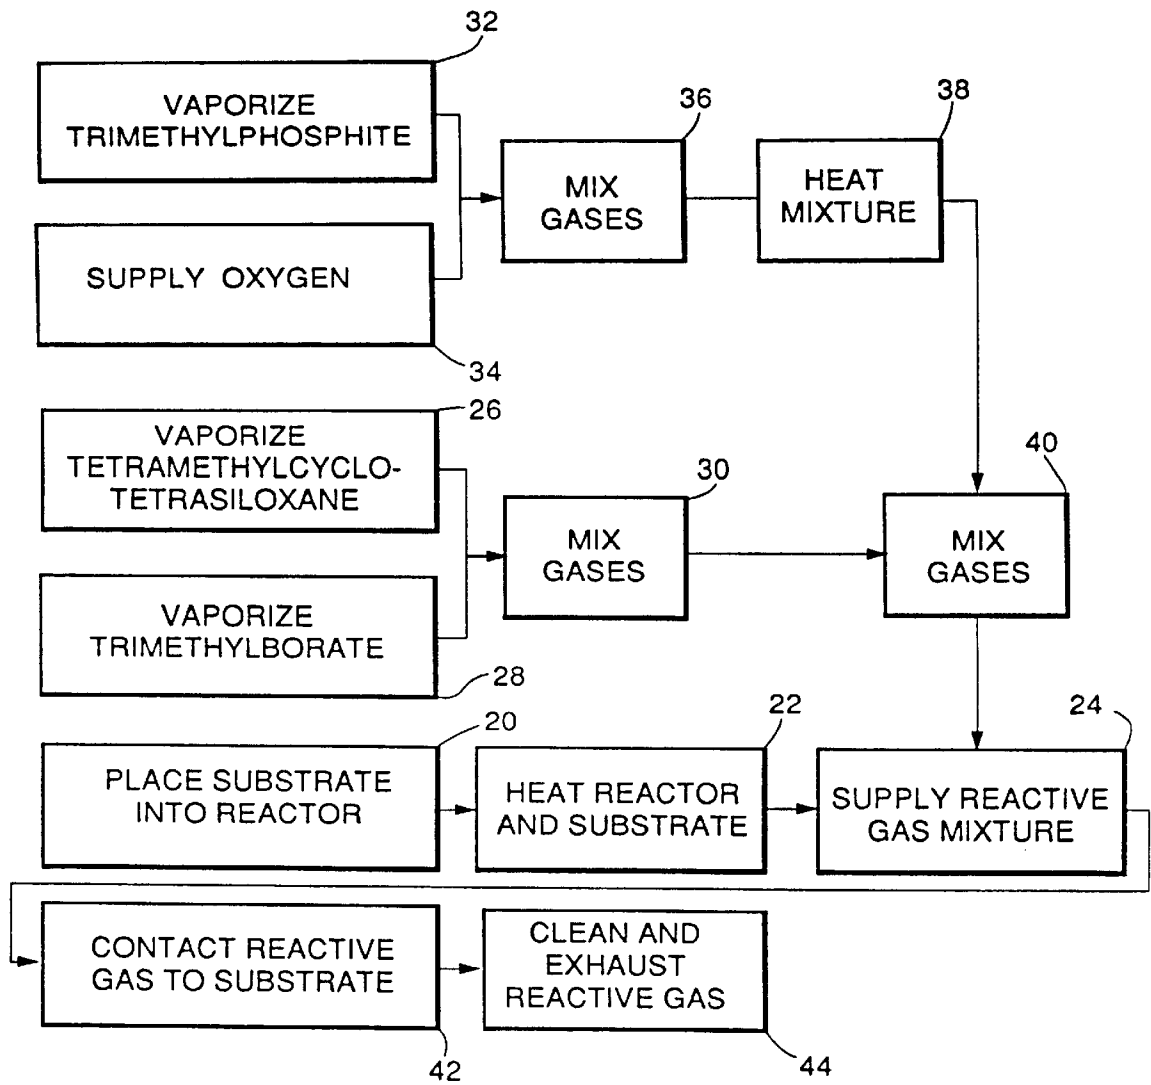 32
VAPORIZE
TRIMETHYLPHOSPHITE
36
MIX
GASES
38
HEAT
MIXTURE
SUPPLY OXYGEN
34
26
VAPORIZE
TETRAMETHYLCYCLO-
TETRASILOXANE
30
MIX
GASES
40
MIX
GASES
VAPORIZE
TRIMETHYLBORATE
28
20
PLACE SUBSTRATE
INTO REACTOR
22
HEAT REACTOR
AND SUBSTRATE
24
SUPPLY REACTIVE
GAS MIXTURE
CONTACT REACTIVE
GAS TO SUBSTRATE
42
CLEAN AND
EXHAUST
REACTIVE GAS
44